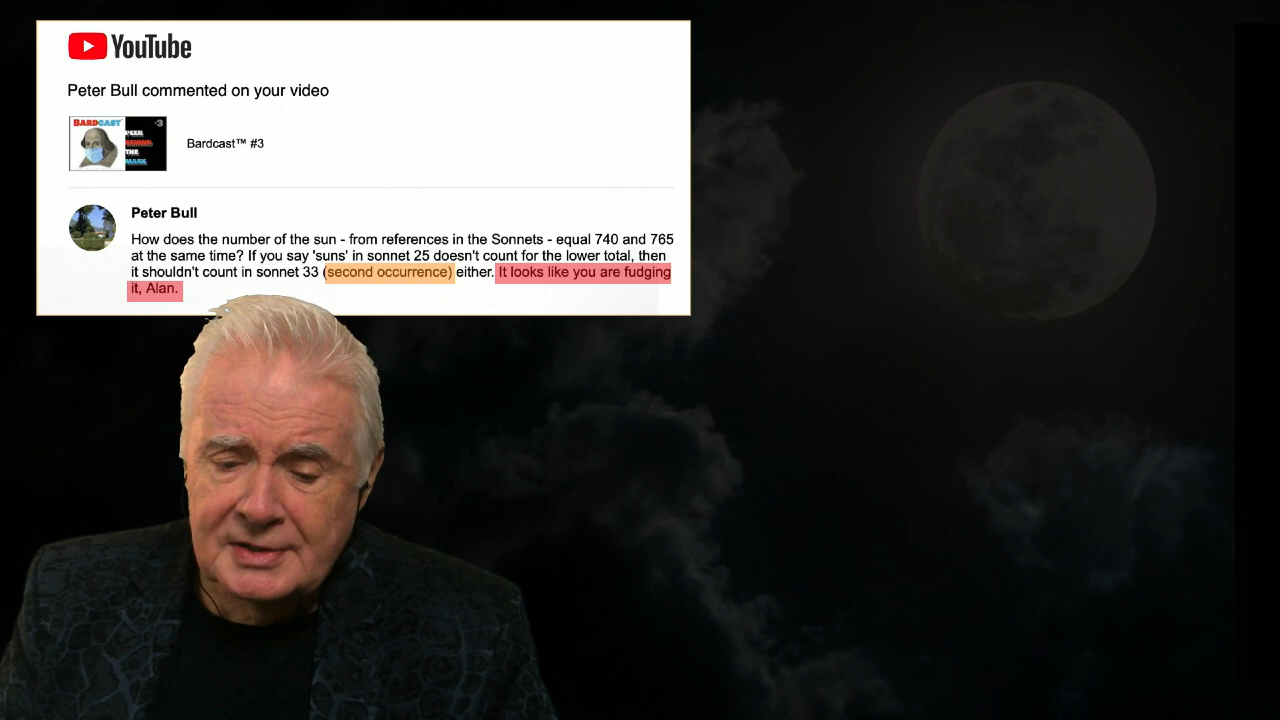 YouTube
Peter Bull commented on your video
BARDCAST
#3
PEER
BEHIND
THE
MASK
Bardcast™ #3
Peter Bull
How does the number of the sun - from references in the Sonnets - equal 740 and 765
at the same time? If you say 'suns' in sonnet 25 doesn't count for the lower total, then
it shouldn't count in sonnet 33 (second occurrence) either. It looks like you are fudging
it, Alan.